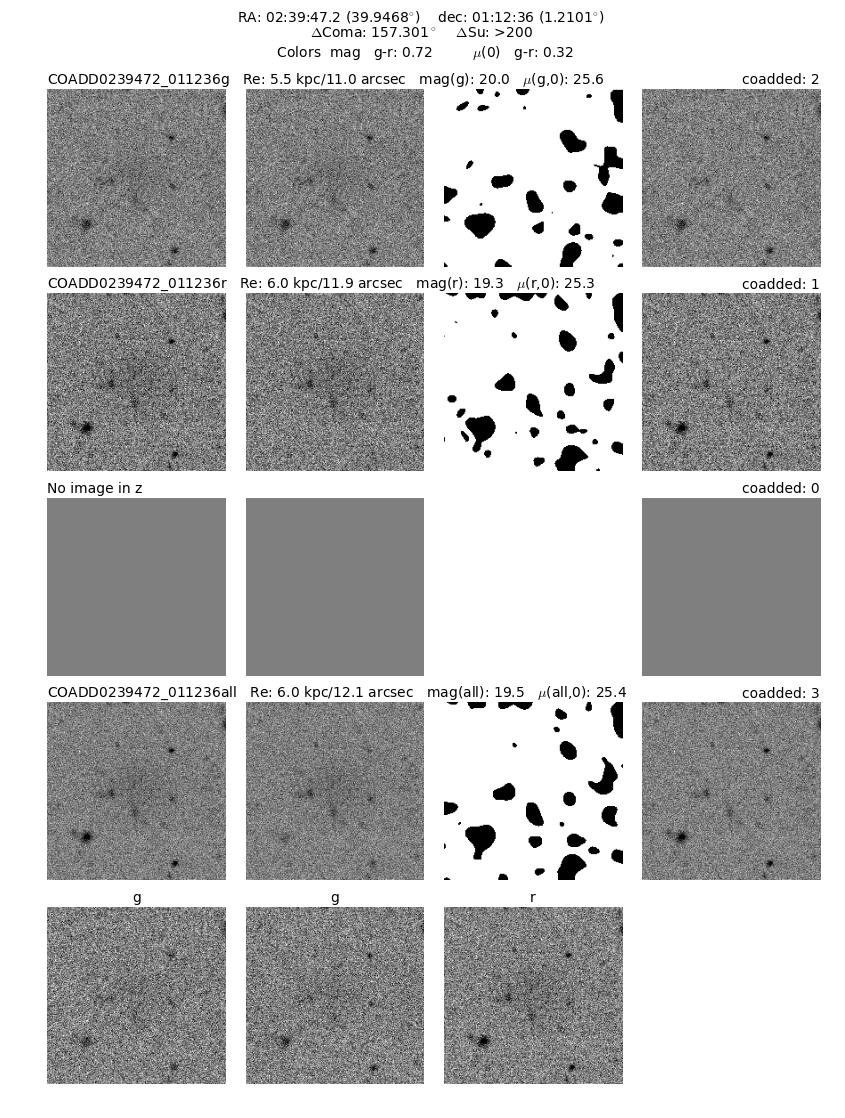 RA: 02:39:47.2 (39.9468°)    dec: 01:12:36 (1.2101°)
ΔComa: 157.301°    ΔSu: >200
Colors  mag   g-r: 0.72    μ(0)   g-r: 0.32
COADD0239472_011236g   Re: 5.5 kpc/11.0 arcsec   mag(g): 20.0   μ(g,0): 25.6    coadded: 2
COADD0239472_011236r   Re: 6.0 kpc/11.9 arcsec   mag(r): 19.3   μ(r,0): 25.3    coadded: 1
No image in z    coadded: 0
COADD0239472_011236all   Re: 6.0 kpc/12.1 arcsec   mag(all): 19.5   μ(all,0): 25.4    coadded: 3
g    g    r